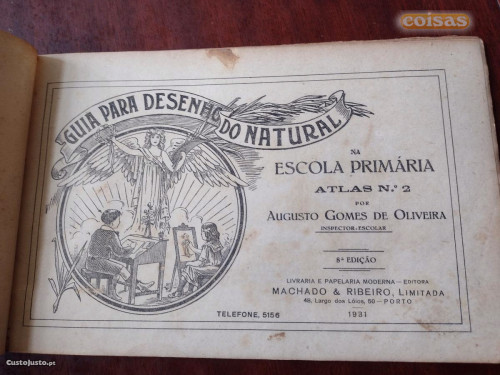 coisas
GUIA PARA DESENHO DO NATURAL
NA
ESCOLA PRIMÁRIA
ATLAS N.º 2
POR
AUGUSTO GOMES DE OLIVEIRA
INSPECTOR-ESCOLAR
8ª EDIÇÃO
LIVRARIA E PAPELARIA MODERNA — EDITORA
MACHADO & RIBEIRO, LIMITADA
48, Largo dos Lóios, 50 — PORTO
TELEFONE, 5156
1931
CustoJusto.pt